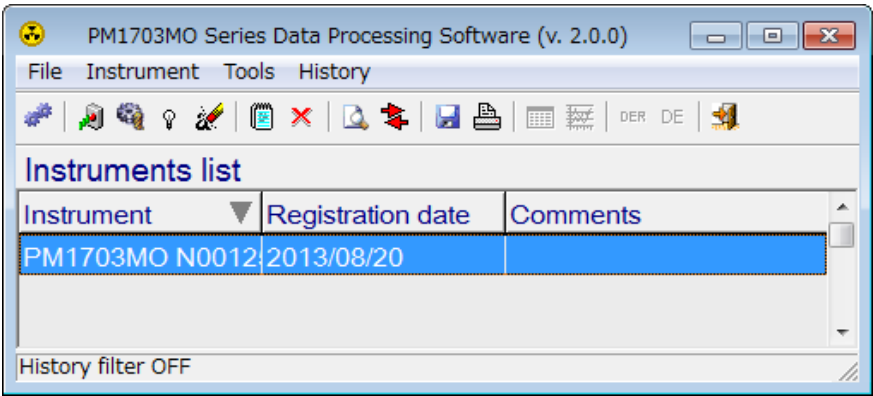 PM1703MO Series Data Processing Software (v. 2.0.0)
File Instrument Tools History
DER DE
Instruments list
Instrument Registration date Comments
PM1703MO N0012 2013/08/20
History filter OFF